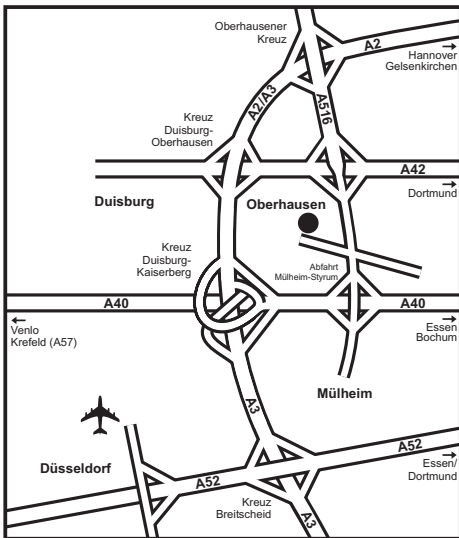 Oberhausener
Kreuz
A2
Hannover
Gelsenkirchen
A2/A3
A516
Kreuz
Duisburg-
Oberhausen
A42
Dortmund
Duisburg
Oberhausen
Kreuz
Duisburg-
Kaiserberg
Abfahrt
Mülheim-Styrum
A40
A40
Venlo
Krefeld (A57)
Essen
Bochum
Mülheim
A3
A52
Düsseldorf
Essen/
Dortmund
A52
Kreuz
Breitscheid
A3